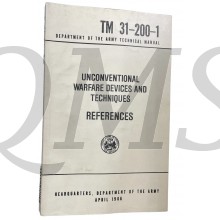 TM 31-200-1
DEPARTMENT OF THE ARMY TECHNICAL MANUAL
UNCONVENTIONAL
WARFARE DEVICES AND
TECHNIQUES
REFERENCES
QMS
HEADQUARTERS, DEPARTMENT OF THE ARMY
APRIL 1966